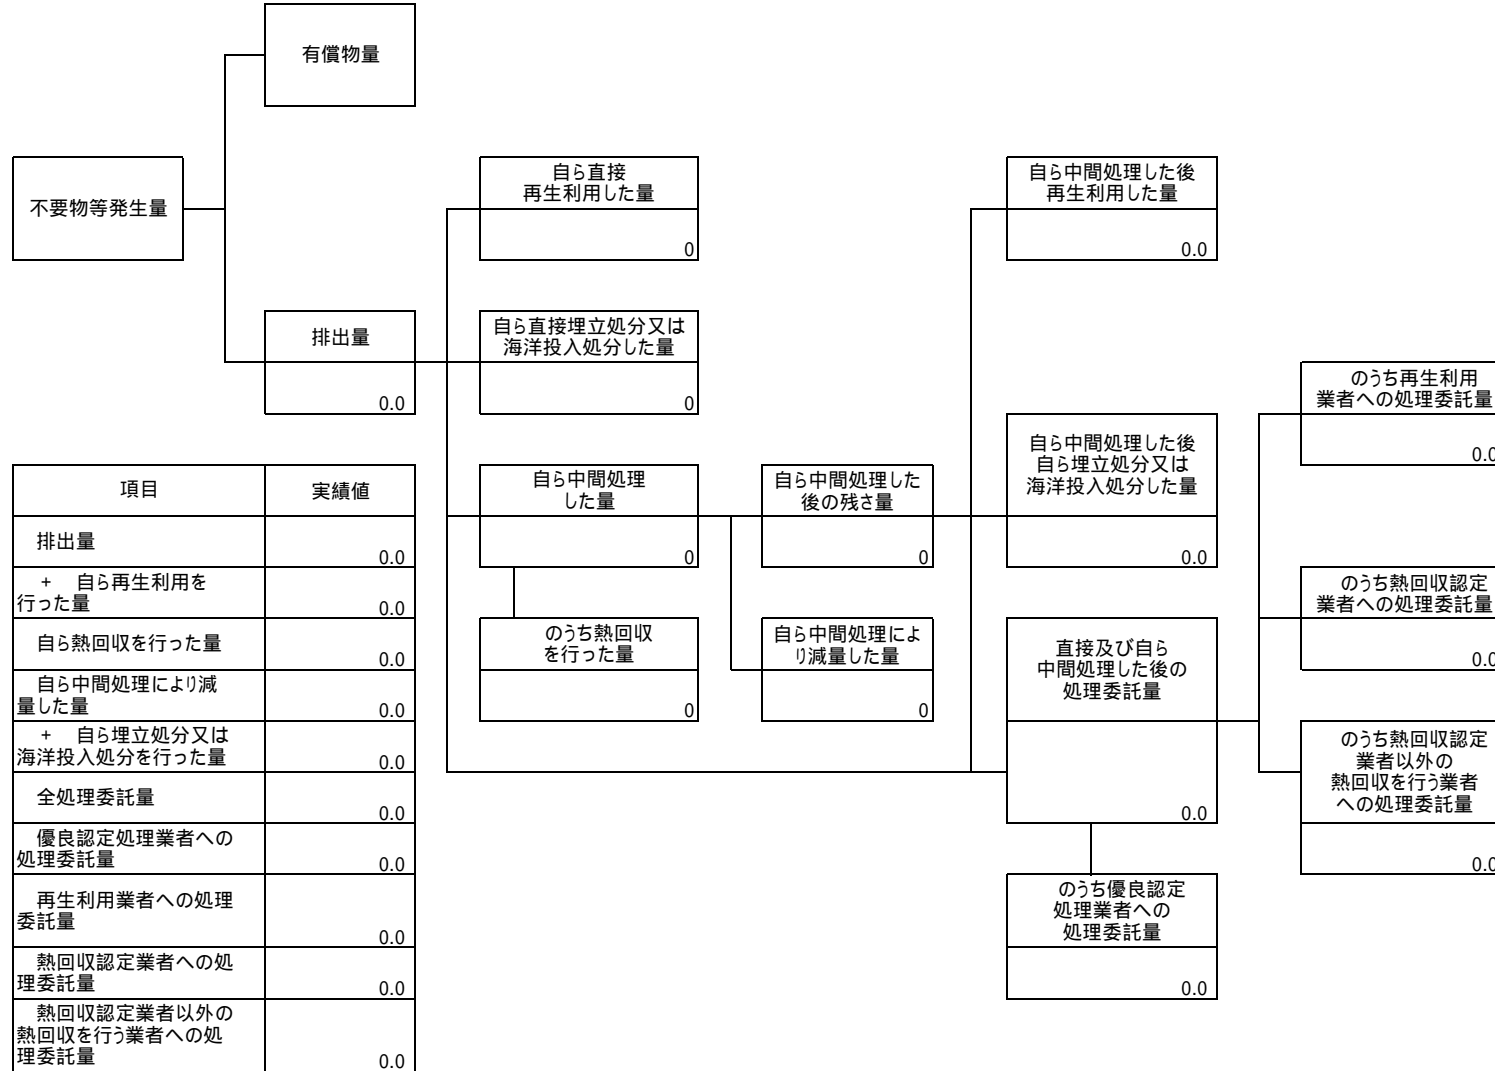 有償物量
不要物等発生量
自ら直接
再生利用した量
0
自ら中間処理した後
再生利用した量
0.0
排出量
0.0
自ら直接埋立処分又は
海洋投入処分した量
0
のうち再生利用
業者への処理委託量
0.0
自ら中間処理した後
自ら埋立処分又は
海洋投入処分した量
0.0
自ら中間処理
した量
0
自ら中間処理した
後の残さ量
0
のうち熱回収認定
業者への処理委託量
0.0
のうち熱回収
を行った量
0
自ら中間処理によ
り減量した量
0
直接及び自ら
中間処理した後の
処理委託量
0.0
のうち熱回収認定
業者以外の
熱回収を行う業者
への処理委託量
0.0
のうち優良認定
処理業者への
処理委託量
0.0
項目 実績値
排出量
0.0
+ 自ら再生利用を
行った量
0.0
自ら熱回収を行った量
0.0
自ら中間処理により減
量した量
0.0
+ 自ら埋立処分又は
海洋投入処分を行った量
0.0
全処理委託量
0.0
優良認定処理業者への
処理委託量
0.0
再生利用業者への処理
委託量
0.0
熱回収認定業者への処
理委託量
0.0
熱回収認定業者以外の
熱回収を行う業者への処
理委託量
0.0